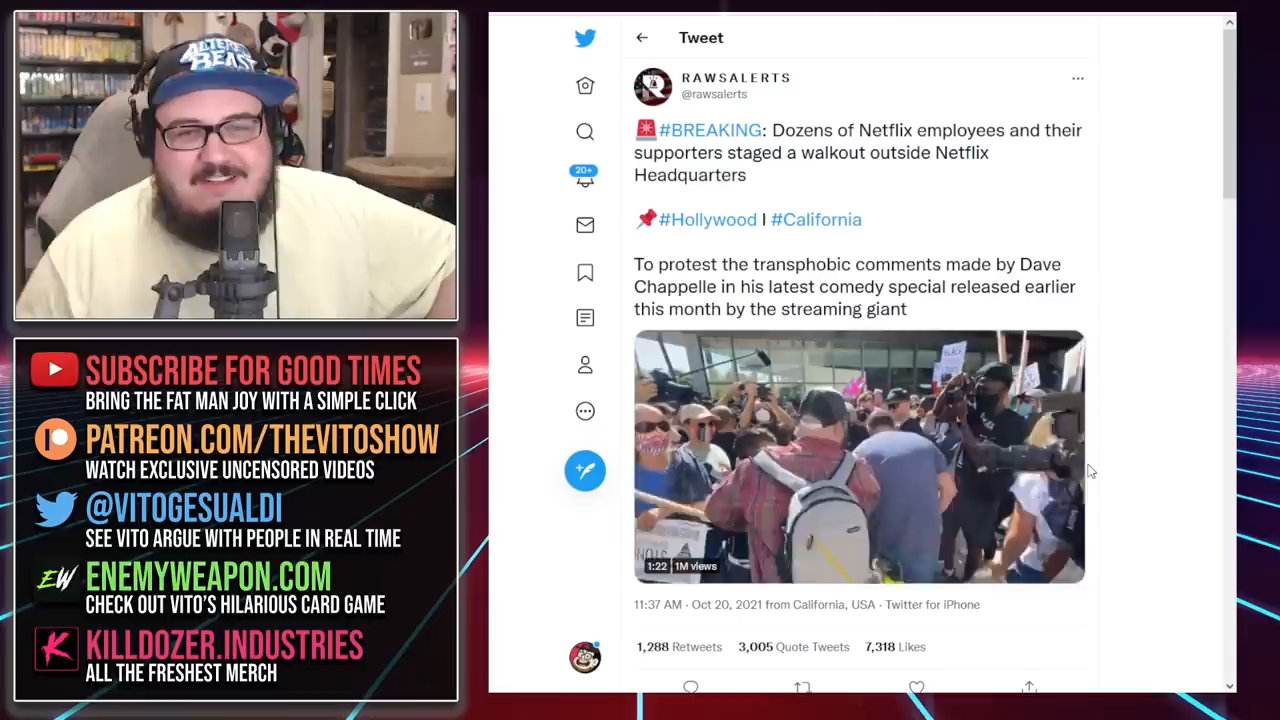 ALTERED
BEAST
SUBSCRIBE FOR GOOD TIMES
BRING THE FAT MAN JOY WITH A SIMPLE CLICK
PATREON.COM/THEVITOSHOW
WATCH EXCLUSIVE UNCENSORED VIDEOS
@VITOGESUALDI
SEE VITO ARGUE WITH PEOPLE IN REAL TIME
EW ENEMYWEAPON.COM
CHECK OUT VITO'S HILARIOUS CARD GAME
K KILLDOZER.INDUSTRIES
ALL THE FRESHEST MERCH
Tweet
RAWSALERTS
@rawsalerts
#BREAKING: Dozens of Netflix employees and their
supporters staged a walkout outside Netflix
Headquarters
#Hollywood | #California
To protest the transphobic comments made by Dave
Chappelle in his latest comedy special released earlier
this month by the streaming giant
BLACK
1:22 1M views
11:37 AM · Oct 20, 2021 from California, USA · Twitter for iPhone
1,288 Retweets 3,005 Quote Tweets 7,318 Likes
20+